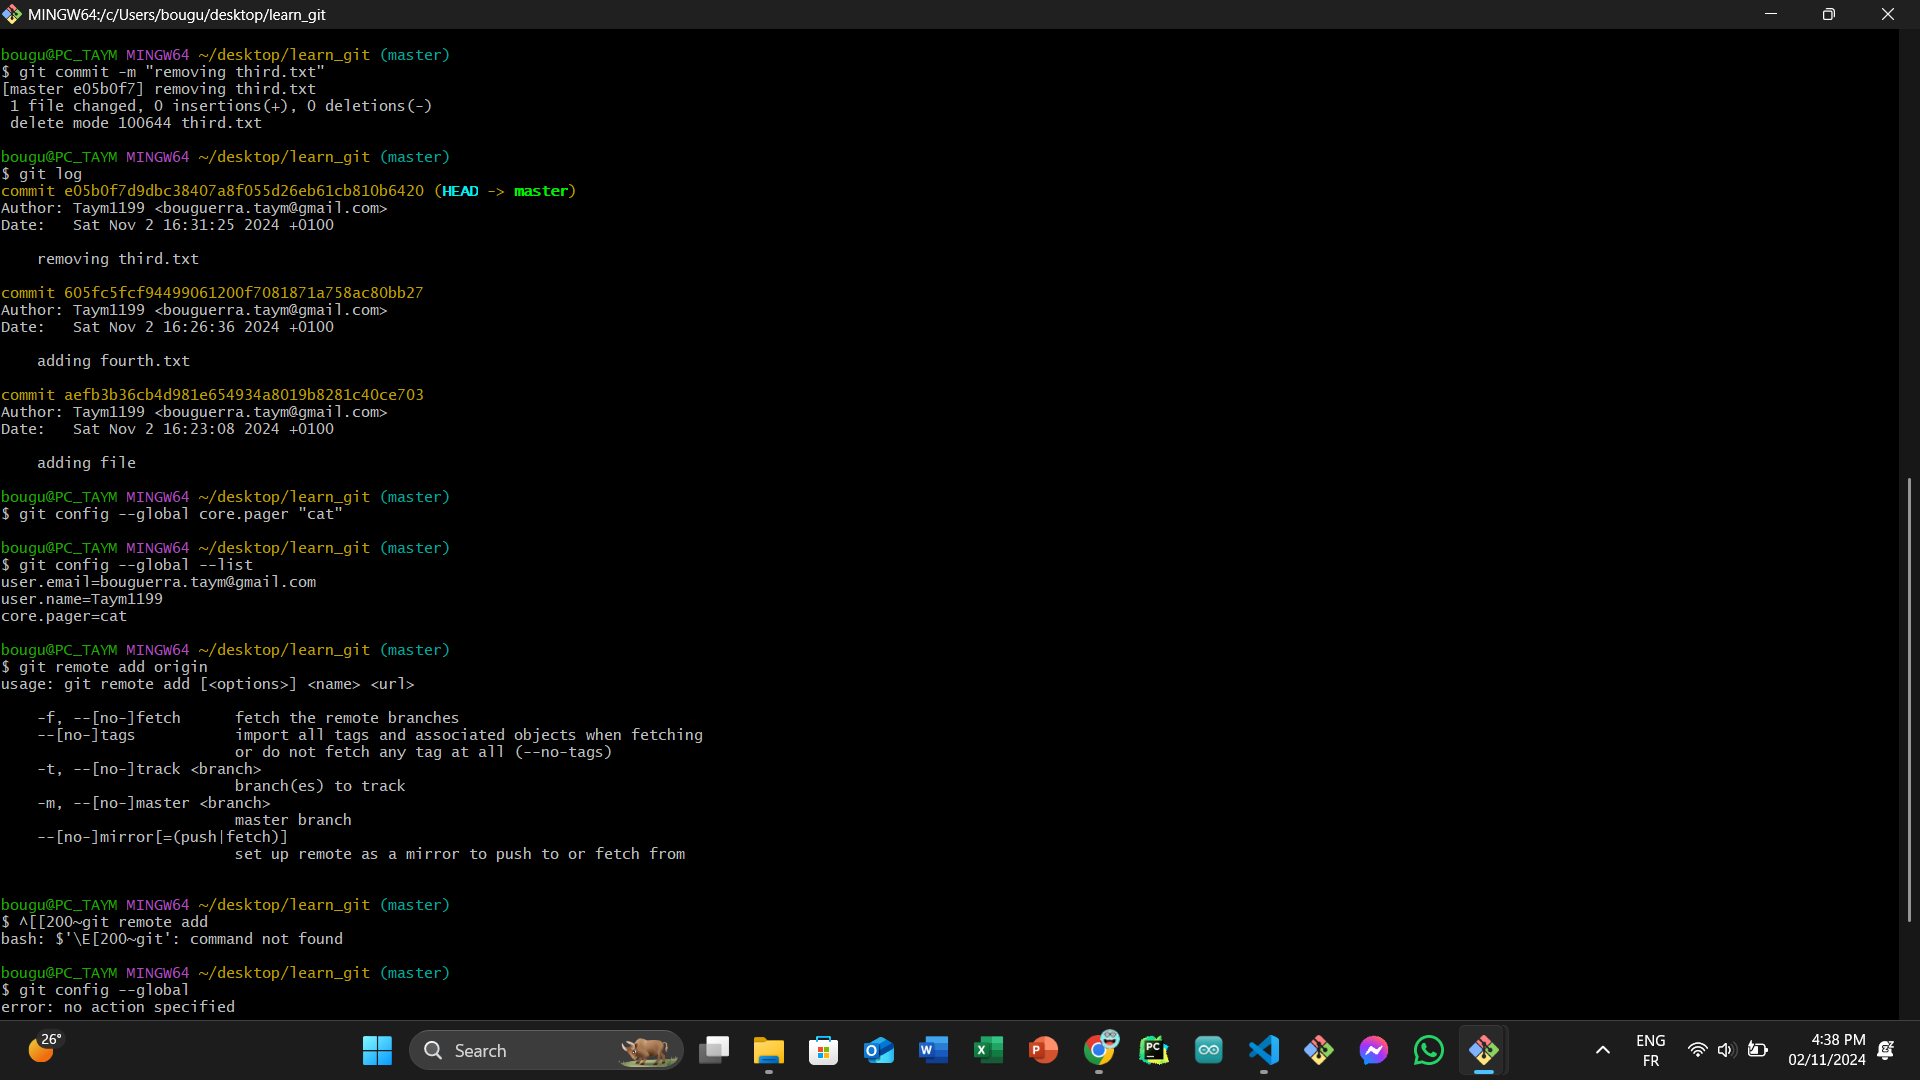 MINGW64:/c/Users/bougu/desktop/learn_git
bougu@PC_TAYM MINGW64 ~/desktop/learn_git (master)
$ git commit -m "removing third.txt"
[master e05b0f7] removing third.txt
 1 file changed, 0 insertions(+), 0 deletions(-)
 delete mode 100644 third.txt
bougu@PC_TAYM MINGW64 ~/desktop/learn_git (master)
$ git log
commit e05b0f7d9dbc38407a8f055d26eb61cb810b6420 (HEAD -> master)
Author: Taym1199 <bouguerra.taym@gmail.com>
Date:   Sat Nov 2 16:31:25 2024 +0100
    removing third.txt
commit 605fc5fcf94499061200f7081871a758ac80bb27
Author: Taym1199 <bouguerra.taym@gmail.com>
Date:   Sat Nov 2 16:26:36 2024 +0100
    adding fourth.txt
commit aefb3b36cb4d981e654934a8019b8281c40ce703
Author: Taym1199 <bouguerra.taym@gmail.com>
Date:   Sat Nov 2 16:23:08 2024 +0100
    adding file
bougu@PC_TAYM MINGW64 ~/desktop/learn_git (master)
$ git config --global core.pager "cat"
bougu@PC_TAYM MINGW64 ~/desktop/learn_git (master)
$ git config --global --list
user.email=bouguerra.taym@gmail.com
user.name=Taym1199
core.pager=cat
bougu@PC_TAYM MINGW64 ~/desktop/learn_git (master)
$ git remote add origin
usage: git remote add [<options>] <name> <url>
    -f, --[no-]fetch      fetch the remote branches
    --[no-]tags           import all tags and associated objects when fetching
                          or do not fetch any tag at all (--no-tags)
    -t, --[no-]track <branch>
                          branch(es) to track
    -m, --[no-]master <branch>
                          master branch
    --[no-]mirror[=(push|fetch)]
                          set up remote as a mirror to push to or fetch from
bougu@PC_TAYM MINGW64 ~/desktop/learn_git (master)
$ ^[[200~git remote add
bash: $'\E[200~git': command not found
bougu@PC_TAYM MINGW64 ~/desktop/learn_git (master)
$ git config --global
error: no action specified
26°
Search
ENG
FR
4:38 PM
02/11/2024